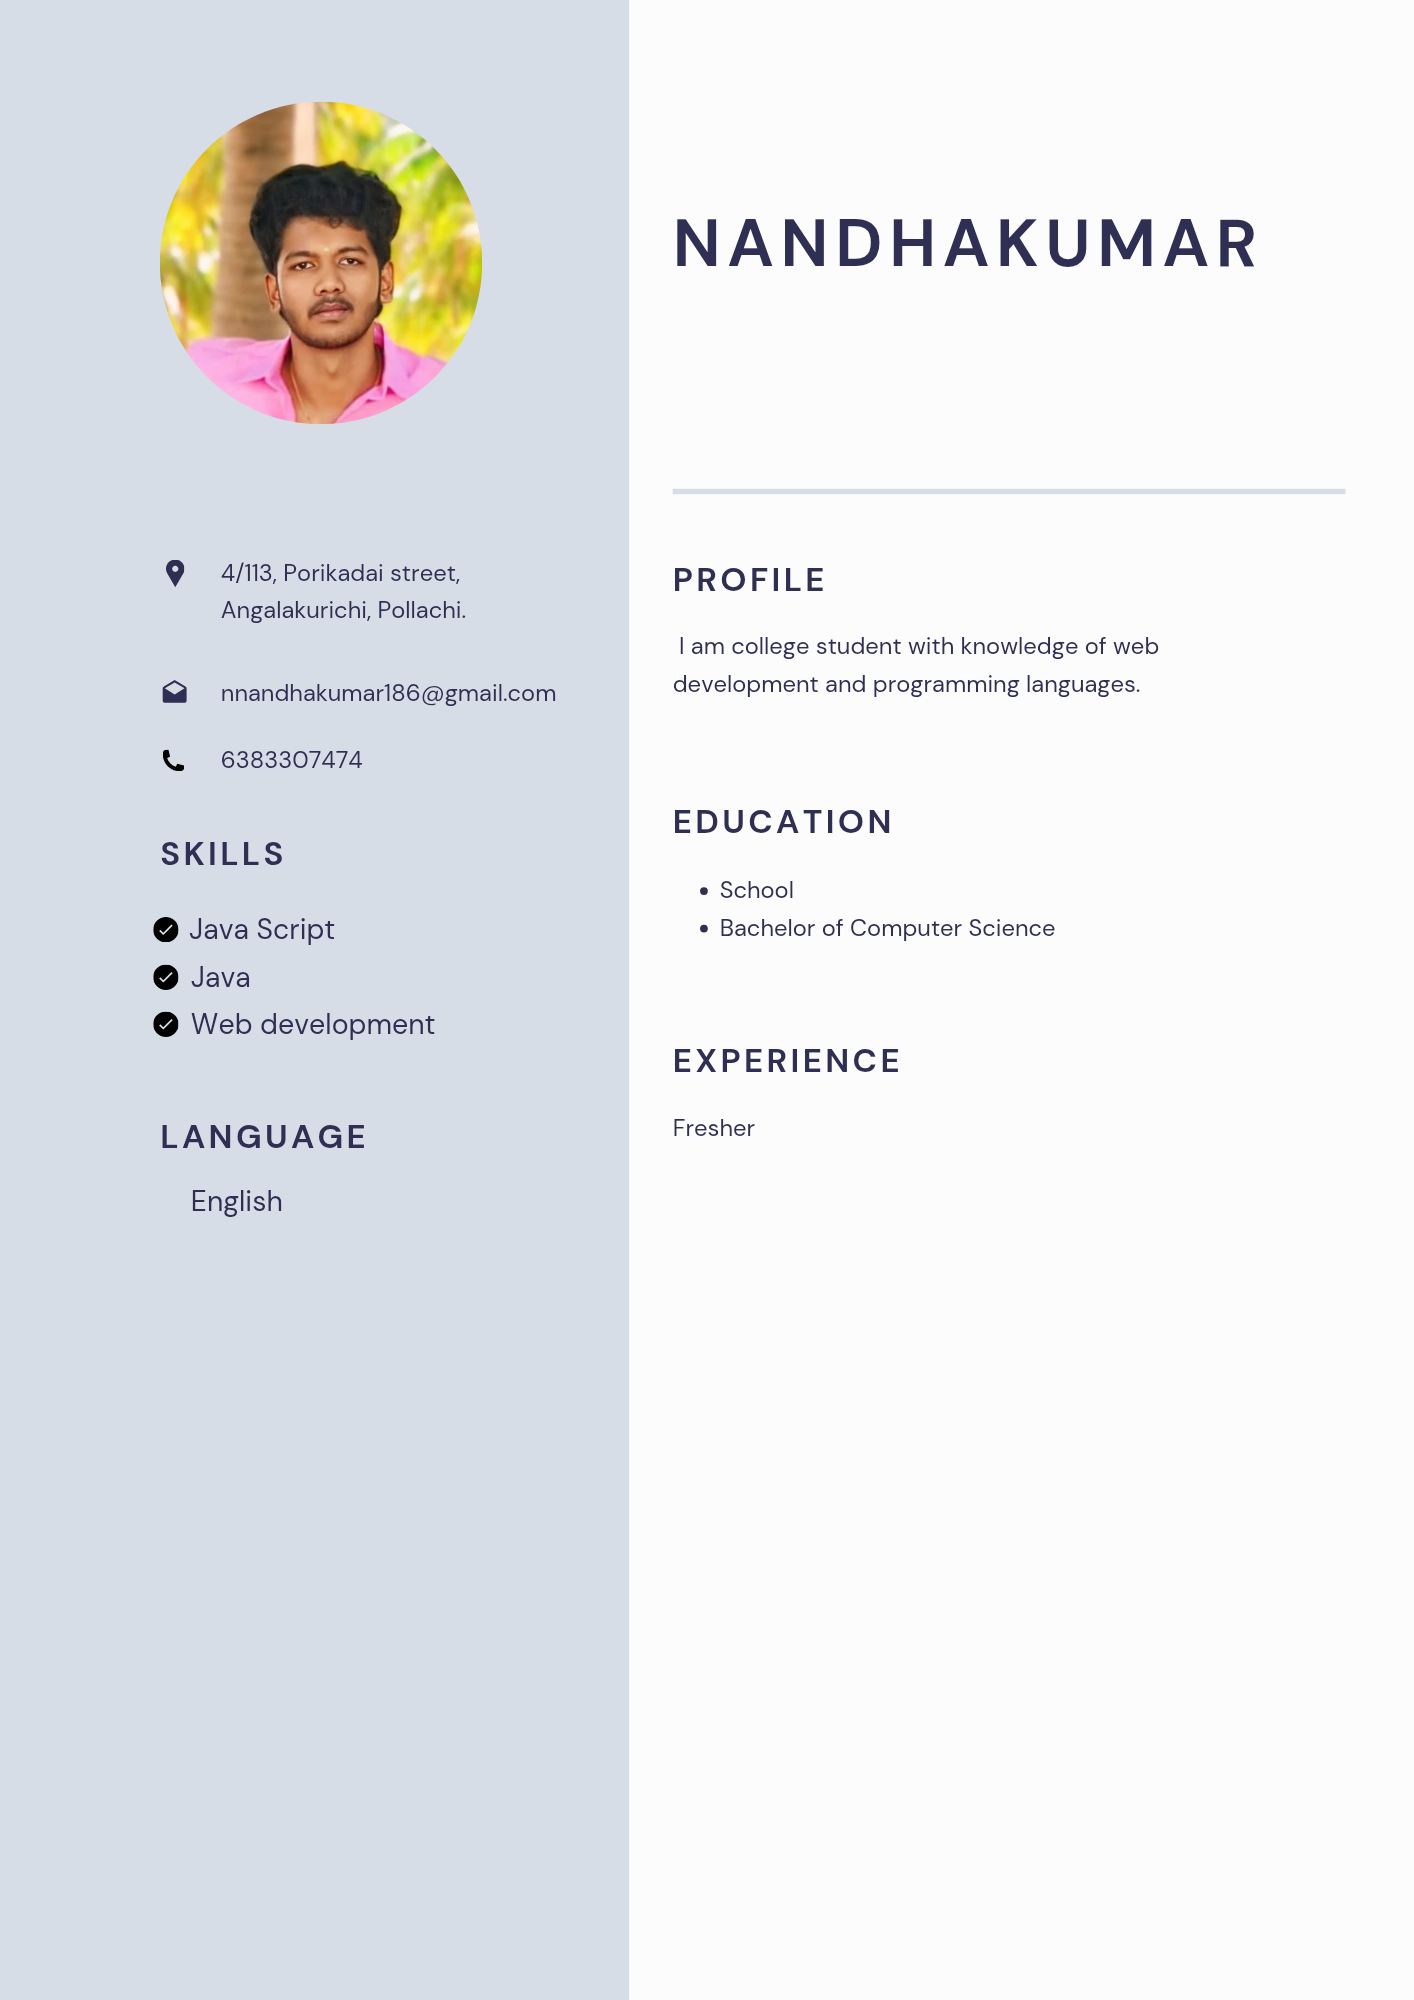 NANDHAKUMAR
4/113, Porikadai street,
Angalakurichi, Pollachi.
nnandhakumar186@gmail.com
6383307474
SKILLS
Java Script
Java
Web development
LANGUAGE
English
PROFILE
I am college student with knowledge of web
development and programming languages.
EDUCATION
• School
• Bachelor of Computer Science
EXPERIENCE
Fresher